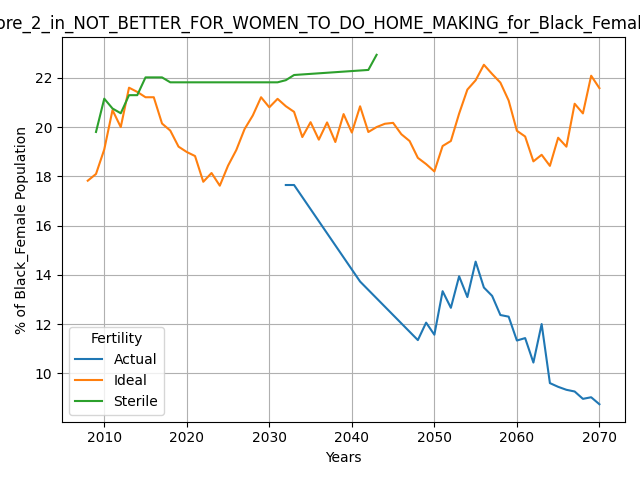 ore_2_in_NOT_BETTER_FOR_WOMEN_TO_DO_HOME_MAKING_for_Black_Femal
% of Black_Female Population
22
20
18
16
14
12
10
Fertility
Actual
Ideal
Sterile
2010 2020 2030 2040 2050 2060 2070
Years